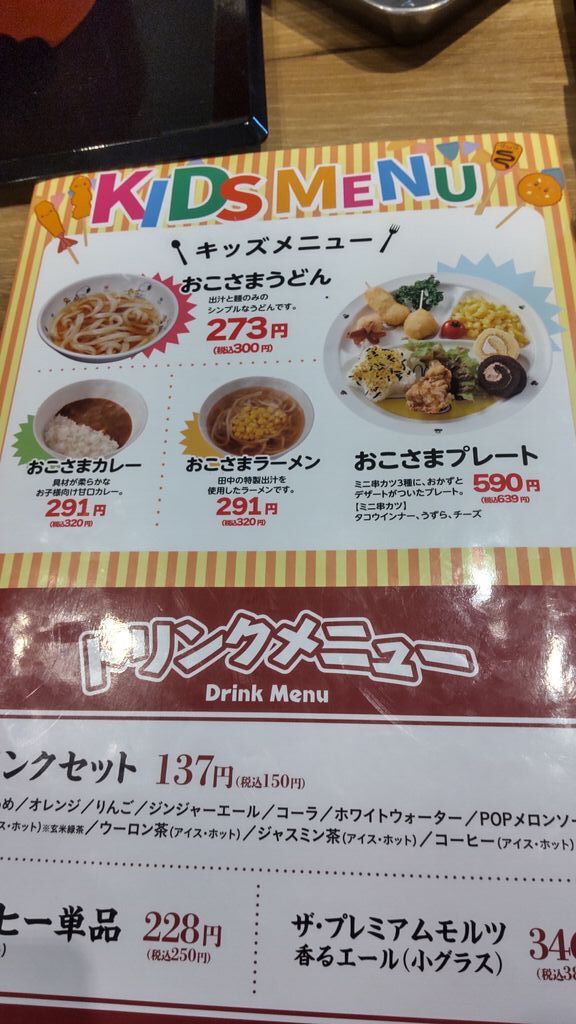 KIDS MENU
キッズメニュー
おこさまうどん
出汁と麺のみの
シンプルなうどんです。
273円
(税込300円)
おこさまカレー
具材が柔らかな
お子様向け甘口カレー。
291円
(税込320円)
おこさまラーメン
田中の特製出汁を
使用したラーメンです。
291円
(税込320円)
おこさまプレート
ミニ串カツ3種に、おかずと
デザートがついたプレート。
【ミニ串カツ】
タコウインナー、うずら、チーズ
590円
(税込639円)
ドリンクメニュー
Drink Menu
ンクセット 137円(税込150円)
め/オレンジ/りんご/ジンジャーエール/コーラ/ホワイトウォーター/POPメロンソー
ス・ホット)※玄米緑茶/ウーロン茶(アイス・ホット)/ジャスミン茶(アイス・ホット)/コーヒー(アイス・ホット)
ヒー単品 228円
(税込250円)
ザ・プレミアムモルツ
香るエール(小グラス)
34
(税込38